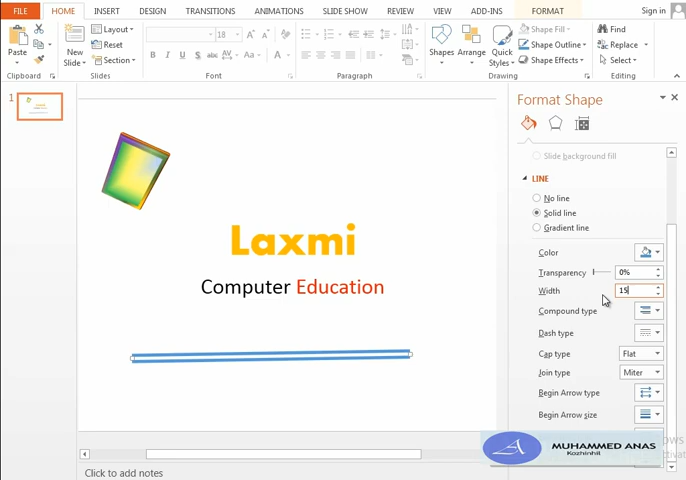 FILE HOME INSERT DESIGN TRANSITIONS ANIMATIONS SLIDE SHOW REVIEW VIEW ADD-INS FORMAT Sign in
Paste
New Slide
Layout
Reset
Section
18
B I U S abc AV Aa A
Shapes
Arrange
Quick Styles
Shape Fill
Shape Outline
Shape Effects
Find
Replace
Select
Clipboard Slides Font Paragraph Drawing Editing
1
Laxmi
Computer Education
Format Shape
Slide background fill
LINE
No line
Solid line
Gradient line
Color
Transparency 0%
Width 15
Compound type
Dash type
Cap type Flat
Join type Miter
Begin Arrow type
Begin Arrow size
A MUHAMMED ANAS
Kozhinhil
Click to add notes